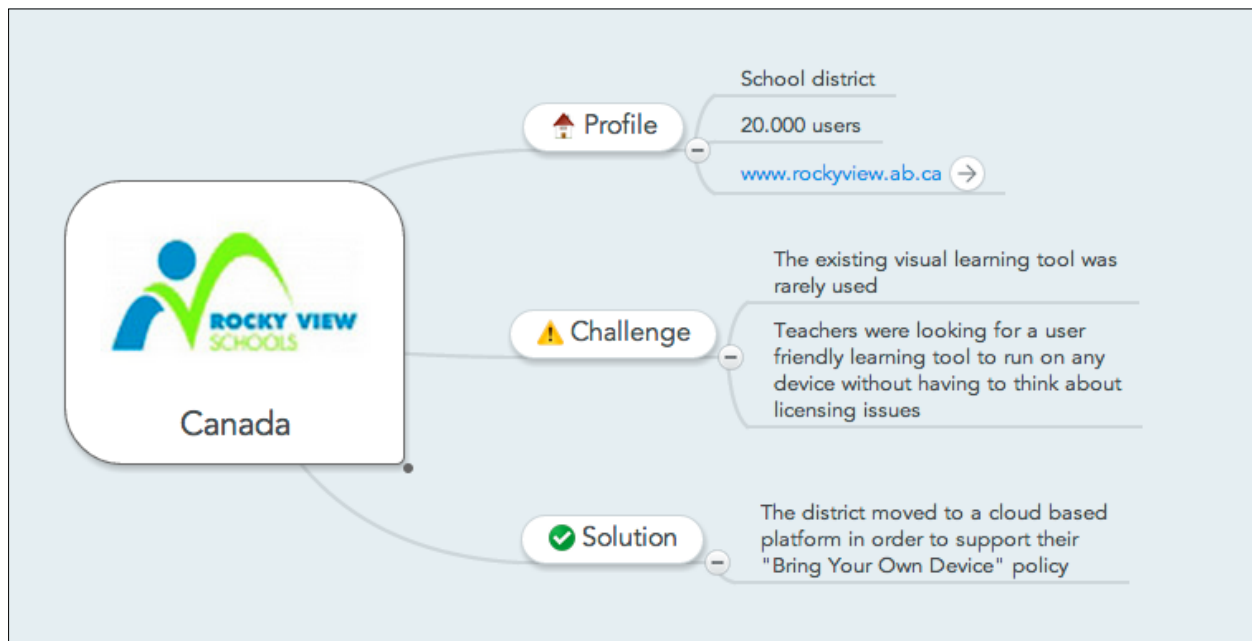 ROCKY VIEW
SCHOOLS
Canada
Profile
School district
20.000 users
www.rockyview.ab.ca
Challenge
The existing visual learning tool was
rarely used
Teachers were looking for a user
friendly learning tool to run on any
device without having to think about
licensing issues
Solution
The district moved to a cloud based
platform in order to support their
"Bring Your Own Device" policy